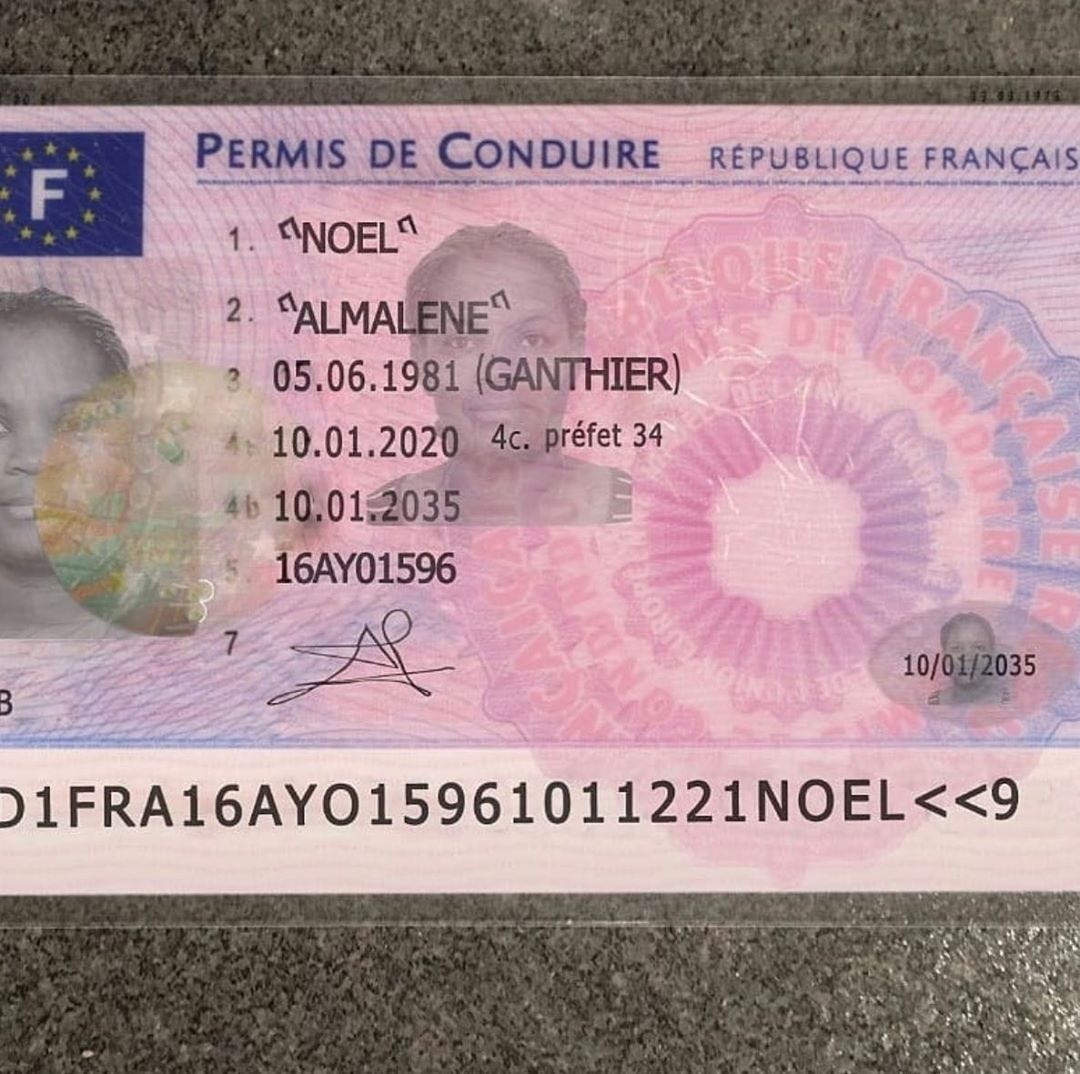 F
PERMIS DE CONDUIRE RÉPUBLIQUE FRANÇAIS
1. "NOEL"
2. "ALMALENE"
3 05.06.1981 (GANTHIER)
4a 10.01.2020 4c. préfet 34
4b 10.01.2035
5. 16AY01596
7
10/01/2035
B
D1FRA16AYO15961011221NOEL<<9